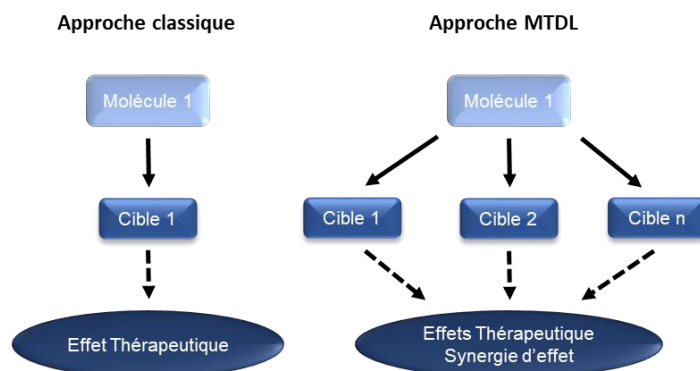 Approche classique
Approche MTDL
Molécule 1
Molécule 1
Cible 1
Cible 1
Cible 2
Cible n
Effet Thérapeutique
Effets Thérapeutique
Synergie d'effet